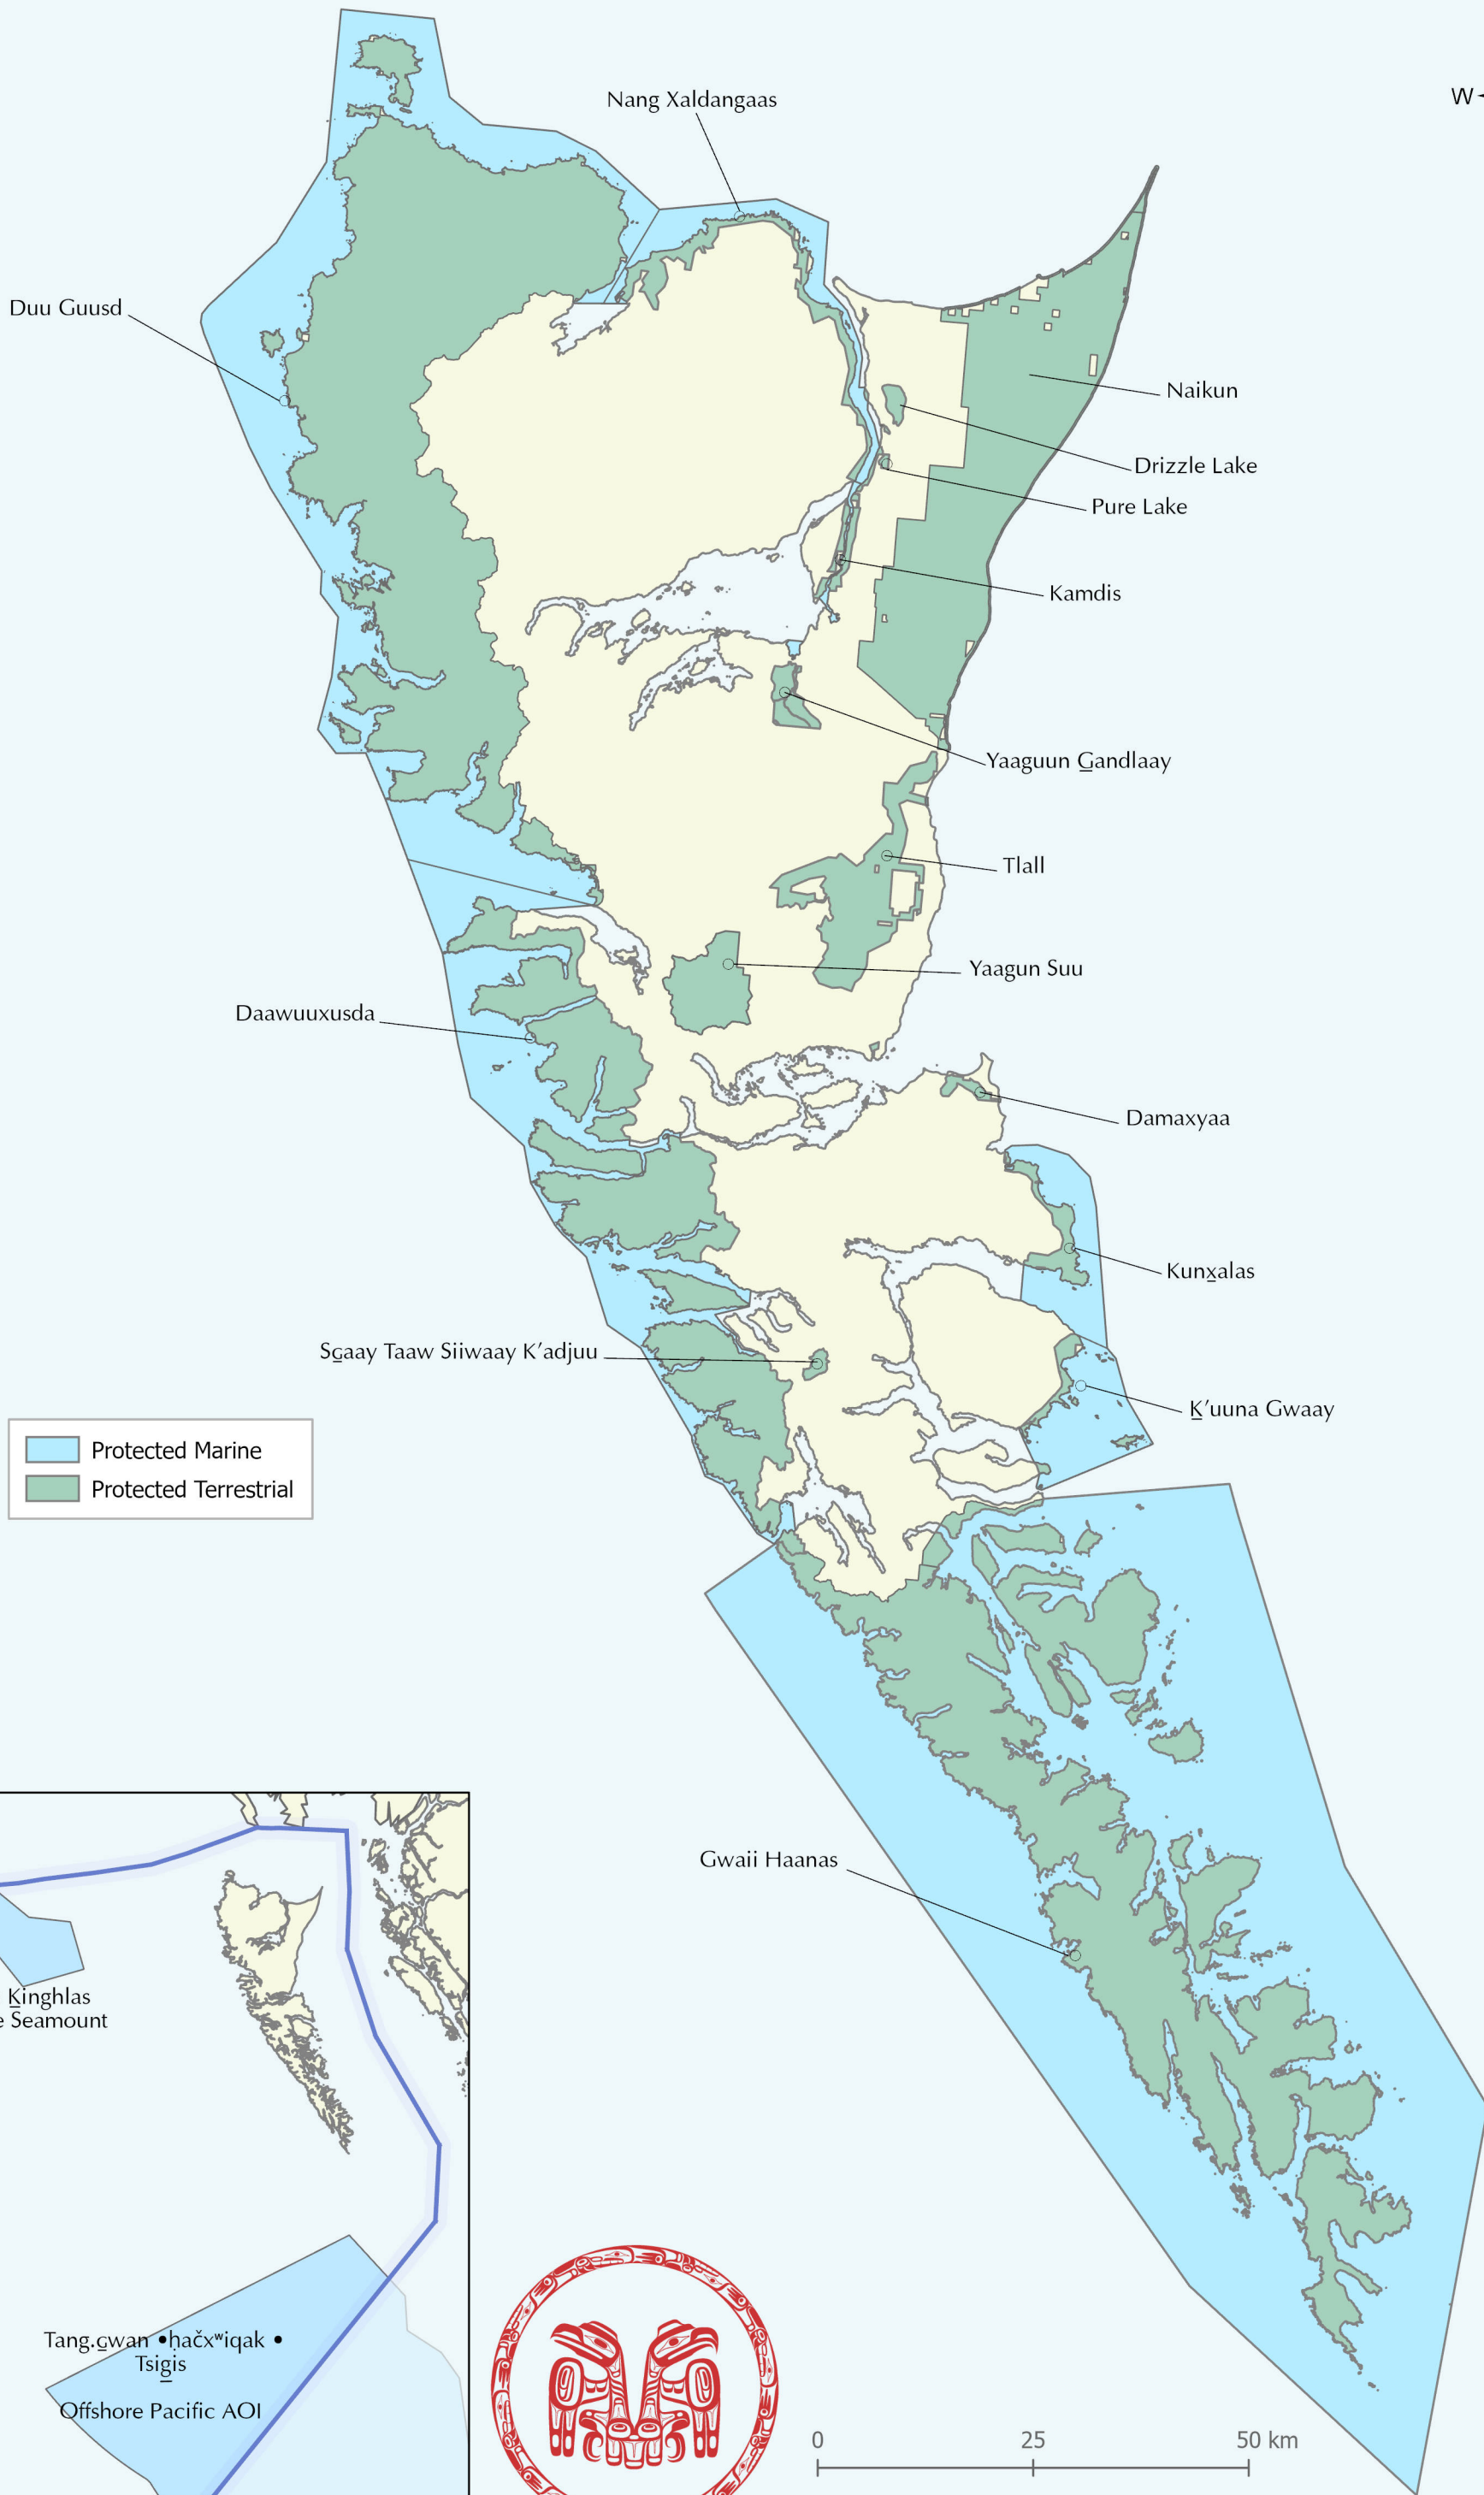 Nang Xaldangaas
W
Duu Guusd
Naikun
Drizzle Lake
Pure Lake
Kamdis
Yaaguun G̲andlaay
Tlall
Yaagun Suu
Daawuuxusda
Damaxyaa
Kunx̲alas
Sg̲aay Taaw Siiwaay K'adjuu
K̲'uuna Gwaay
Protected Marine
Protected Terrestrial
Gwaii Haanas
K̲inghlas
e Seamount
Tang.g̲wan •ḥačxʷiqak •
Tsig̲is
Offshore Pacific AOI
0 25 50 km